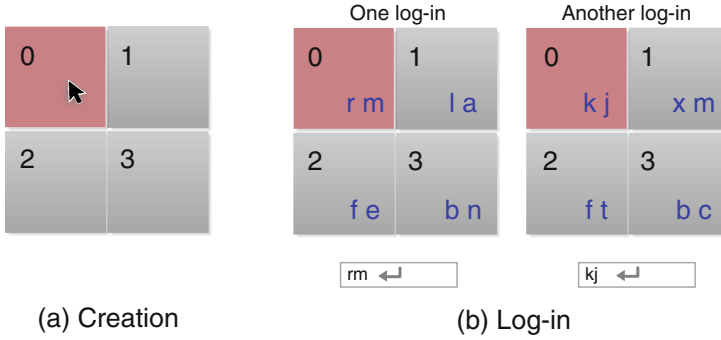 One log-in
Another log-in
0 1
2 3
0 1
r m l a
2 3
f e b n
0 1
k j x m
2 3
f t b c
rm
kj
(a) Creation
(b) Log-in